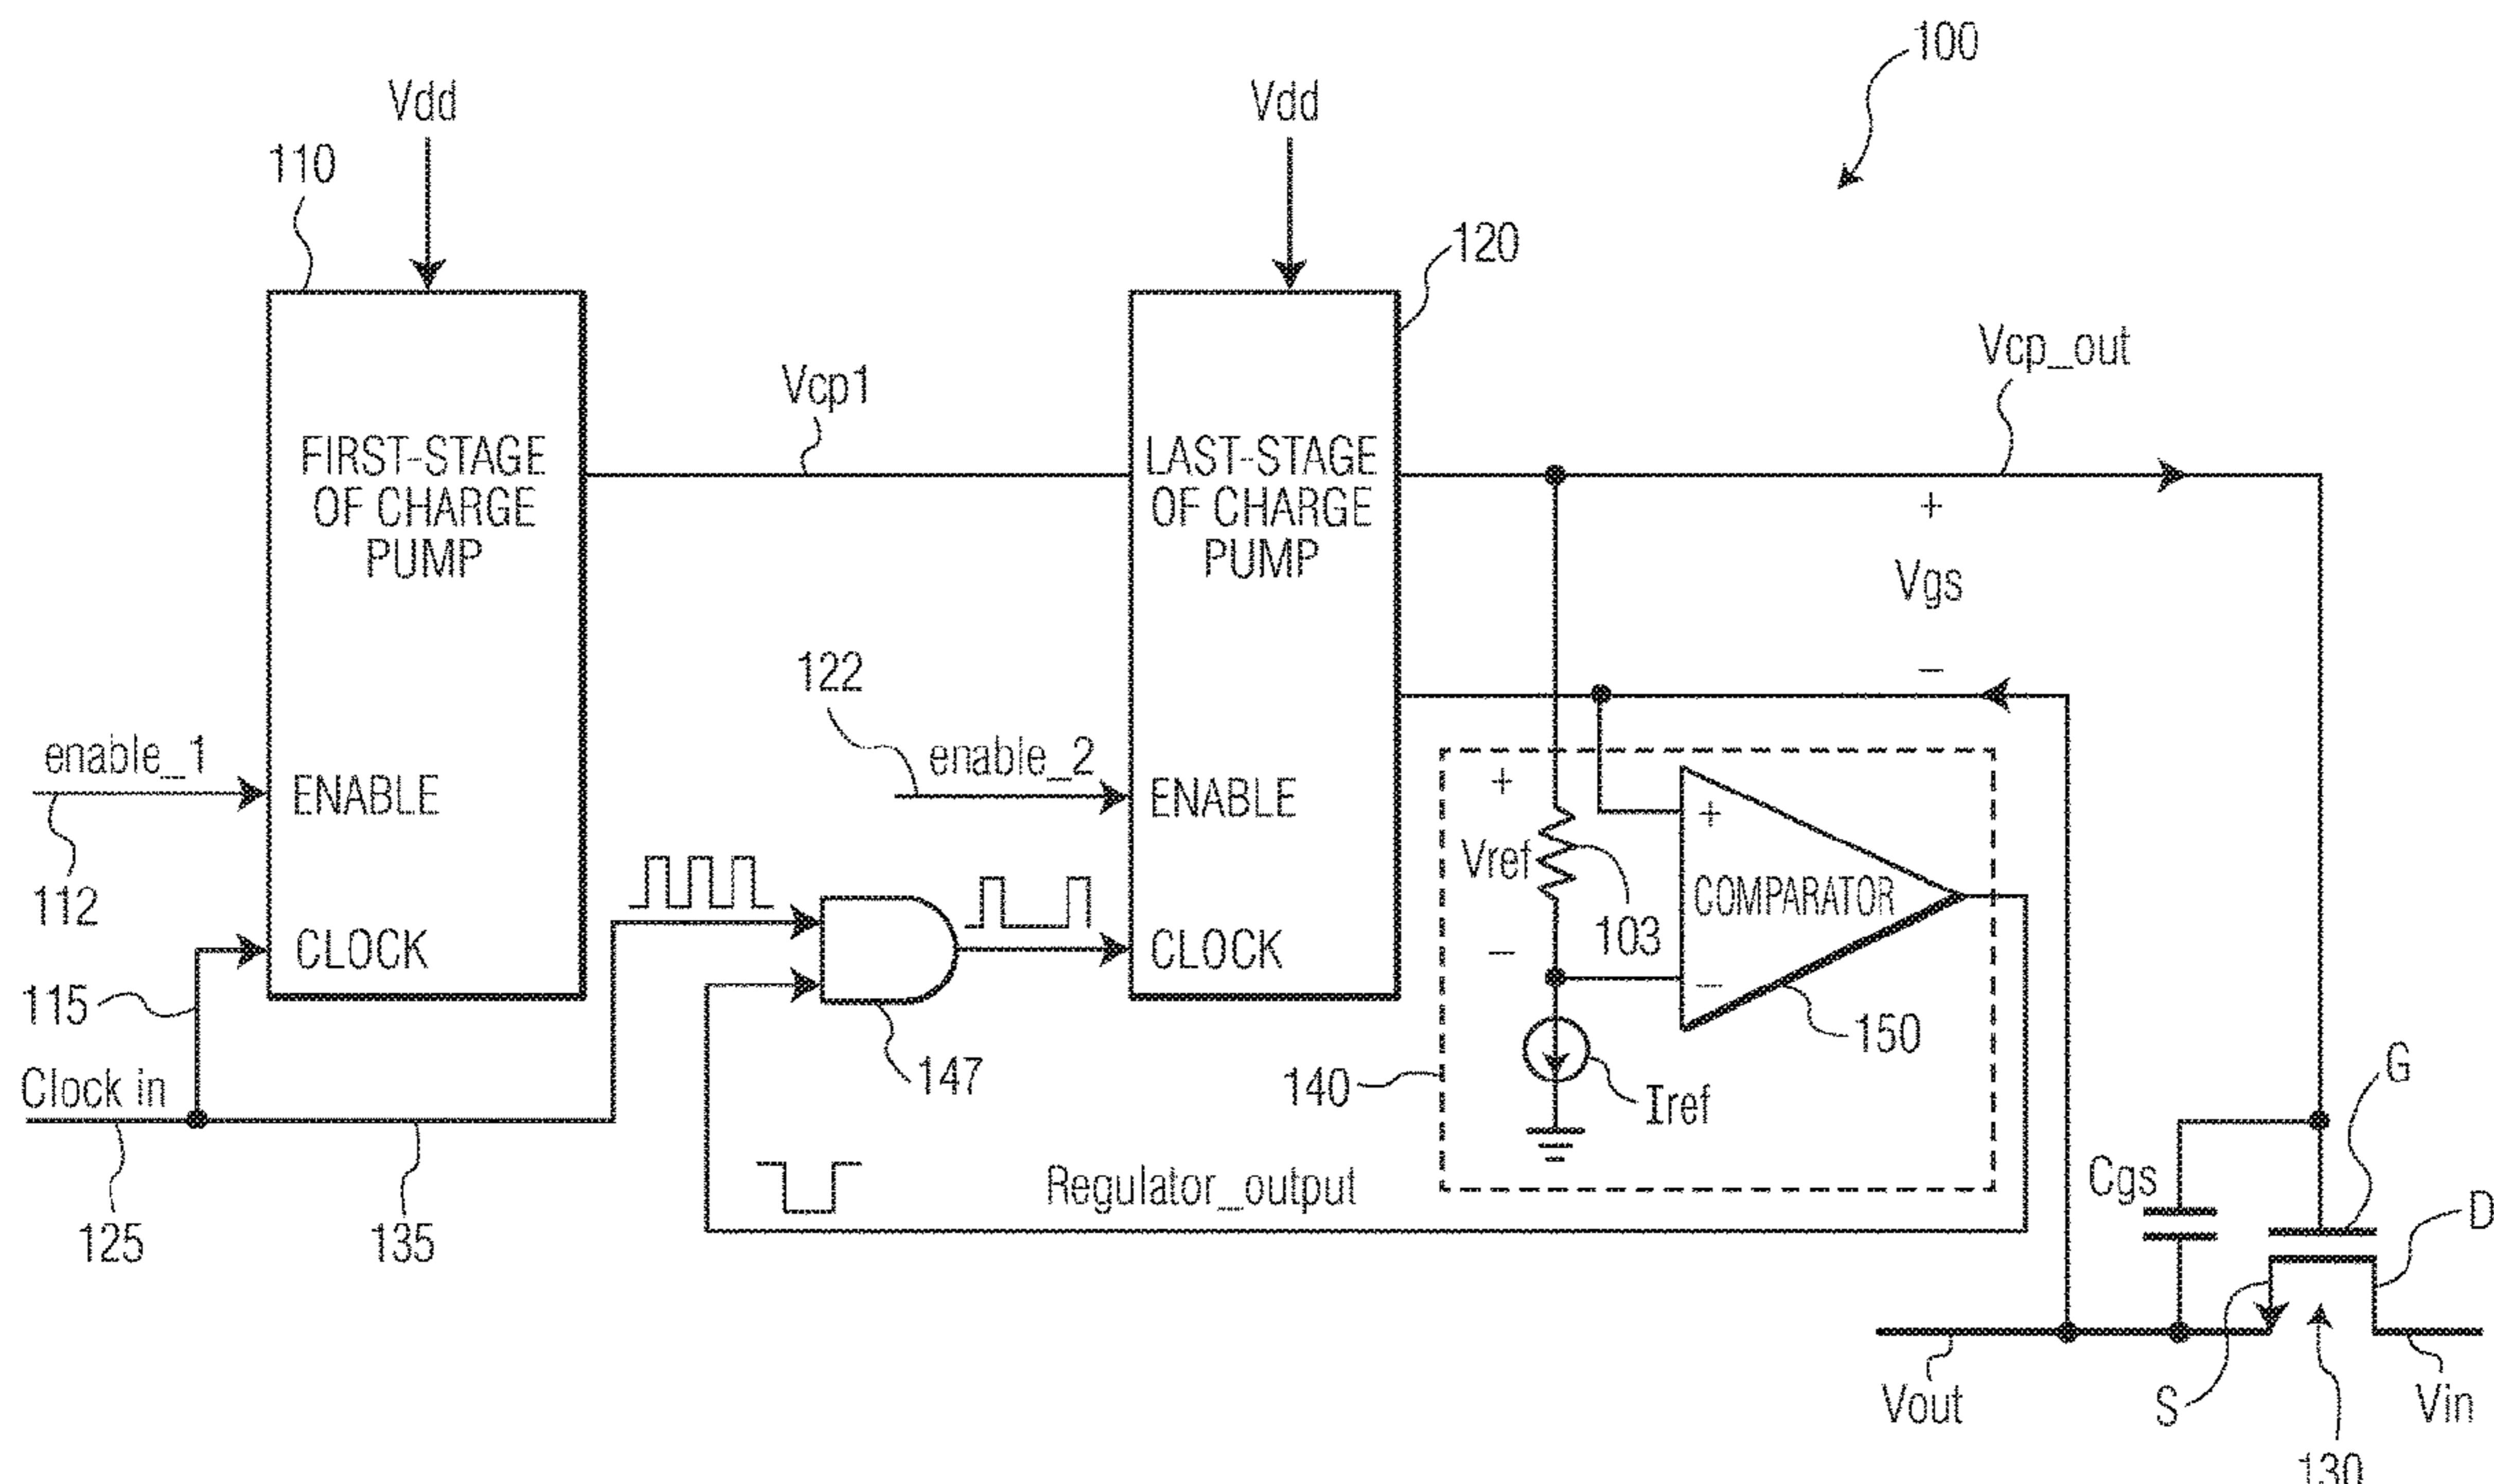 100
Vdd
Vdd
110
120
Vcp_out
Vcp1
FIRST-STAGE
OF CHARGE
PUMP
LAST-STAGE
OF CHARGE
PUMP
+
Vgs
−
122
enable_1
enable_2
ENABLE
ENABLE
+
+
Vref
COMPARATOR
112
103
CLOCK
CLOCK
−
−
115
150
147
140
Iref
G
Clock in
Cgs
Regulator_output
D
125
135
Vout
S
Vin
130